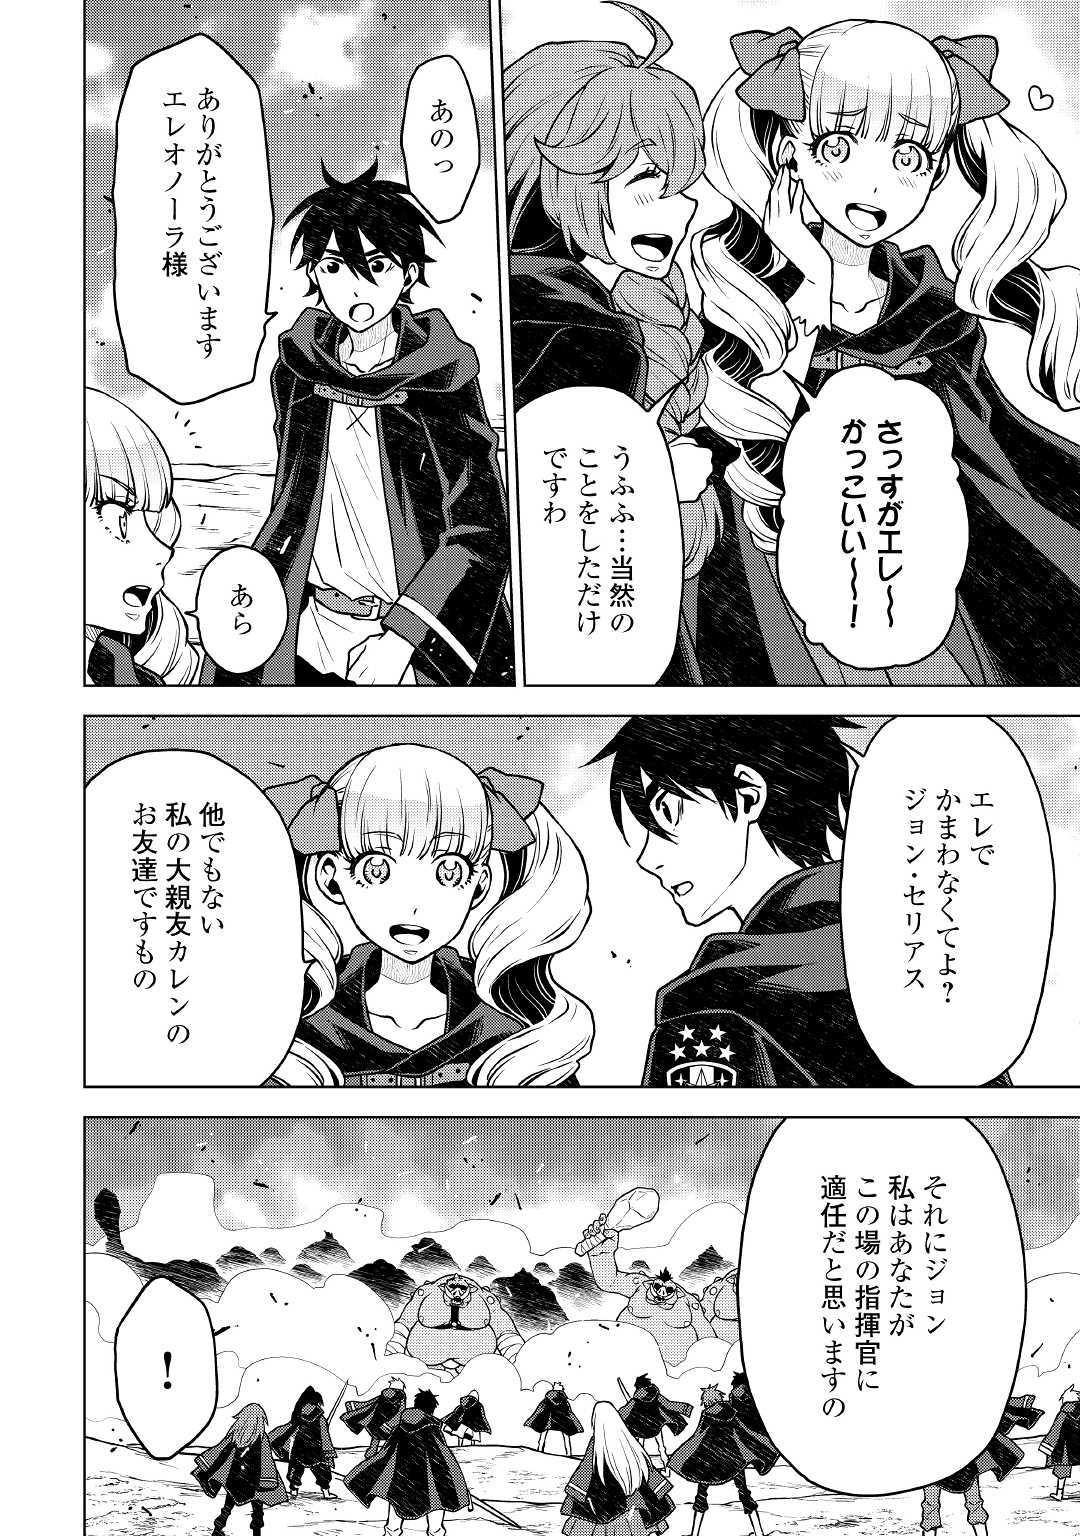 さっすがエレ〜
かっこいい〜〜！
うふふ…当然の
ことをしただけ
ですわ
あのっ
ありがとうございます
エレオノーラ様
あら
エレで
かまわなくてよ？
ジョン・セリアス
他でもない
私の大親友カレンの
お友達ですもの
それにジョン
私はあなたが
この場の指揮官に
適任だと思いますの
！